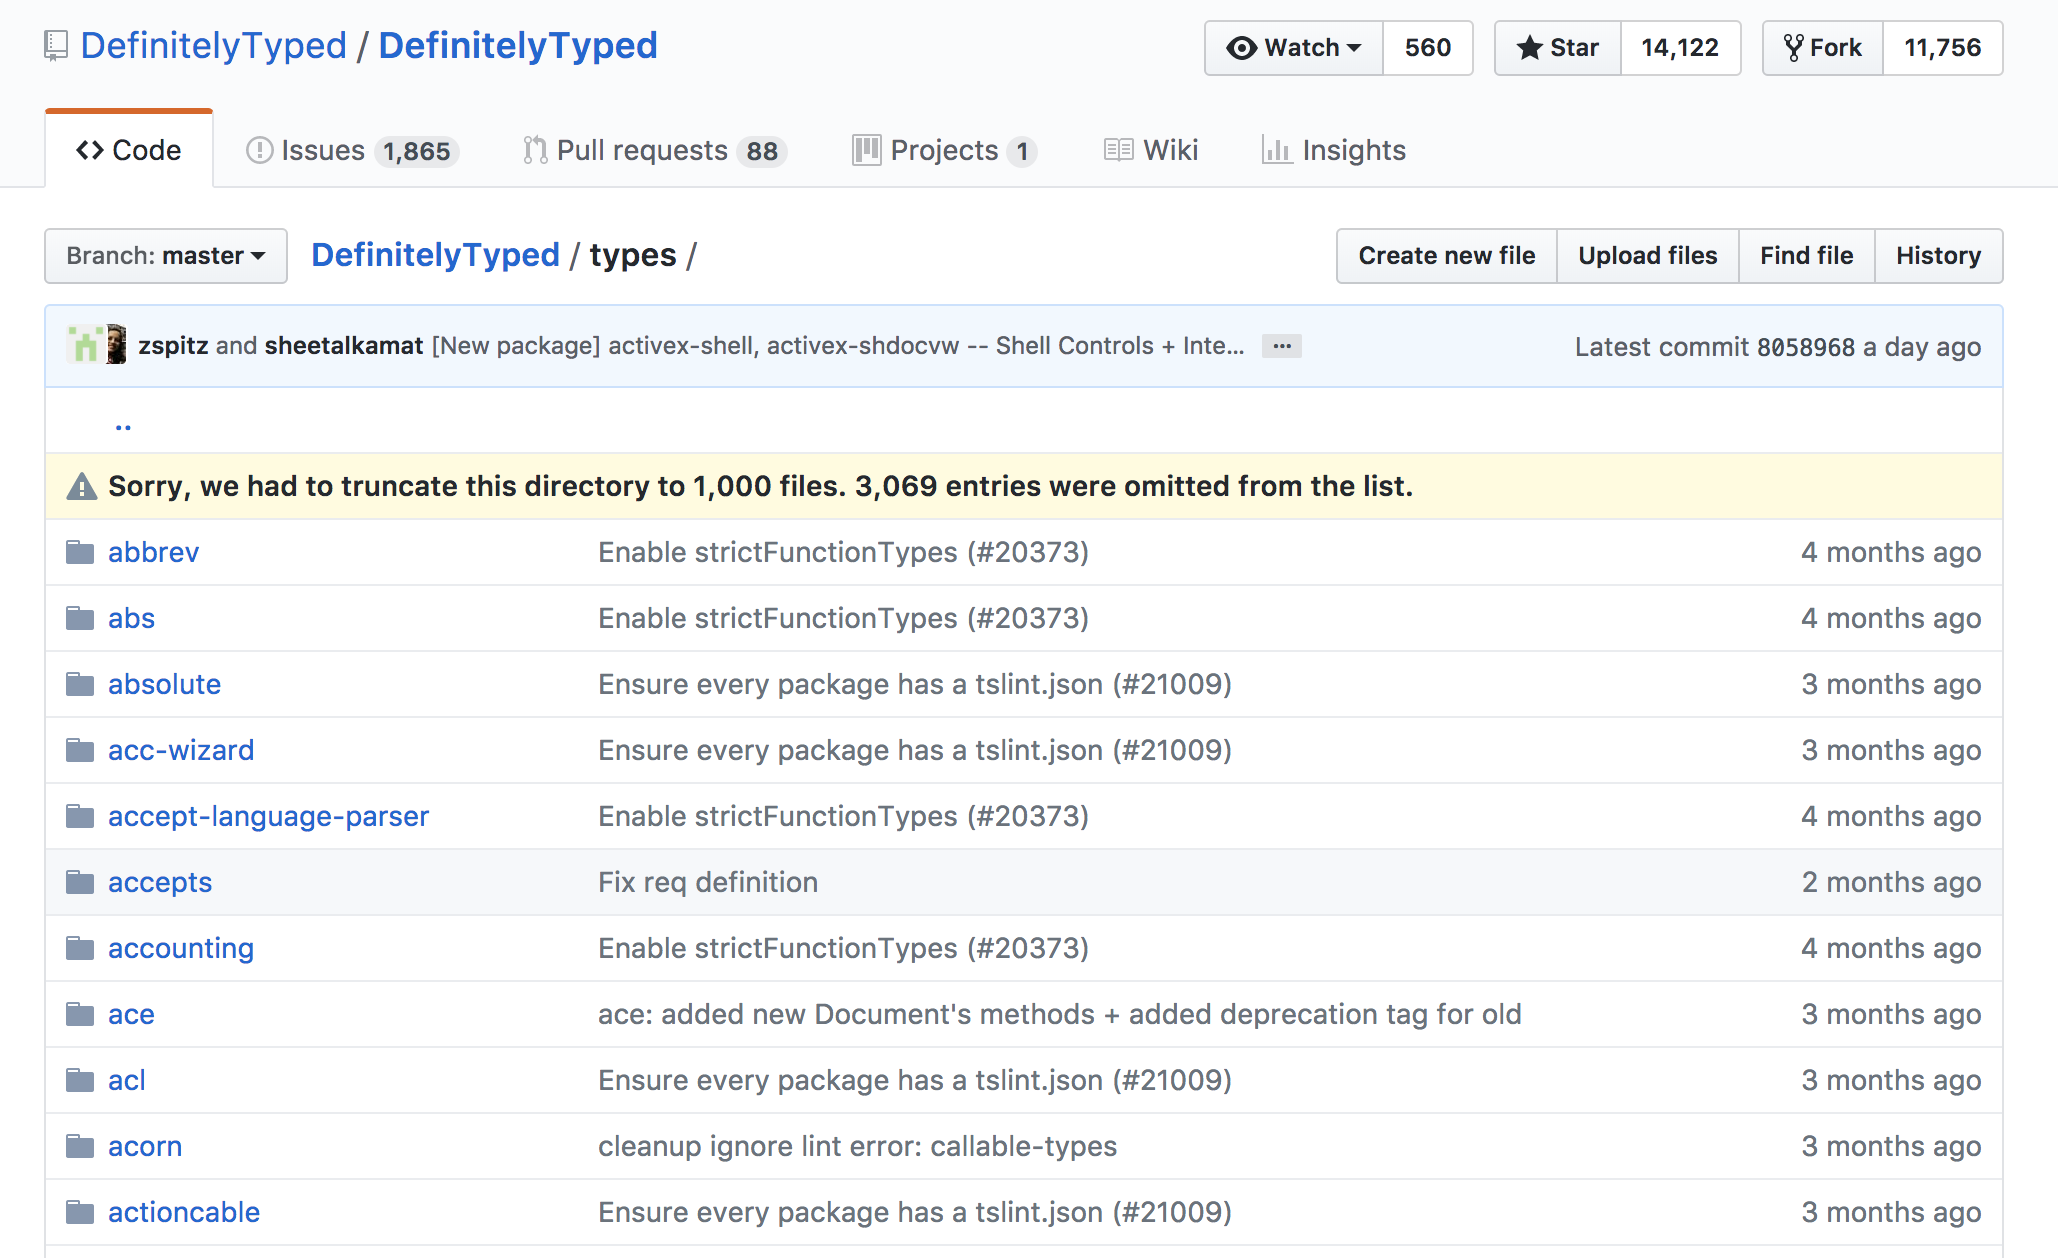 DefinitelyTyped / DefinitelyTyped
Watch 560 Star 14,122 Fork 11,756
Code Issues 1,865 Pull requests 88 Projects 1 Wiki Insights
Branch: master DefinitelyTyped / types / Create new file Upload files Find file History
zspitz and sheetalkamat [New package] activex-shell, activex-shdocvw -- Shell Controls + Inte... ... Latest commit 8058968 a day ago
..
Sorry, we had to truncate this directory to 1,000 files. 3,069 entries were omitted from the list.
abbrev Enable strictFunctionTypes (#20373) 4 months ago
abs Enable strictFunctionTypes (#20373) 4 months ago
absolute Ensure every package has a tslint.json (#21009) 3 months ago
acc-wizard Ensure every package has a tslint.json (#21009) 3 months ago
accept-language-parser Enable strictFunctionTypes (#20373) 4 months ago
accepts Fix req definition 2 months ago
accounting Enable strictFunctionTypes (#20373) 4 months ago
ace ace: added new Document's methods + added deprecation tag for old 3 months ago
acl Ensure every package has a tslint.json (#21009) 3 months ago
acorn cleanup ignore lint error: callable-types 3 months ago
actioncable Ensure every package has a tslint.json (#21009) 3 months ago